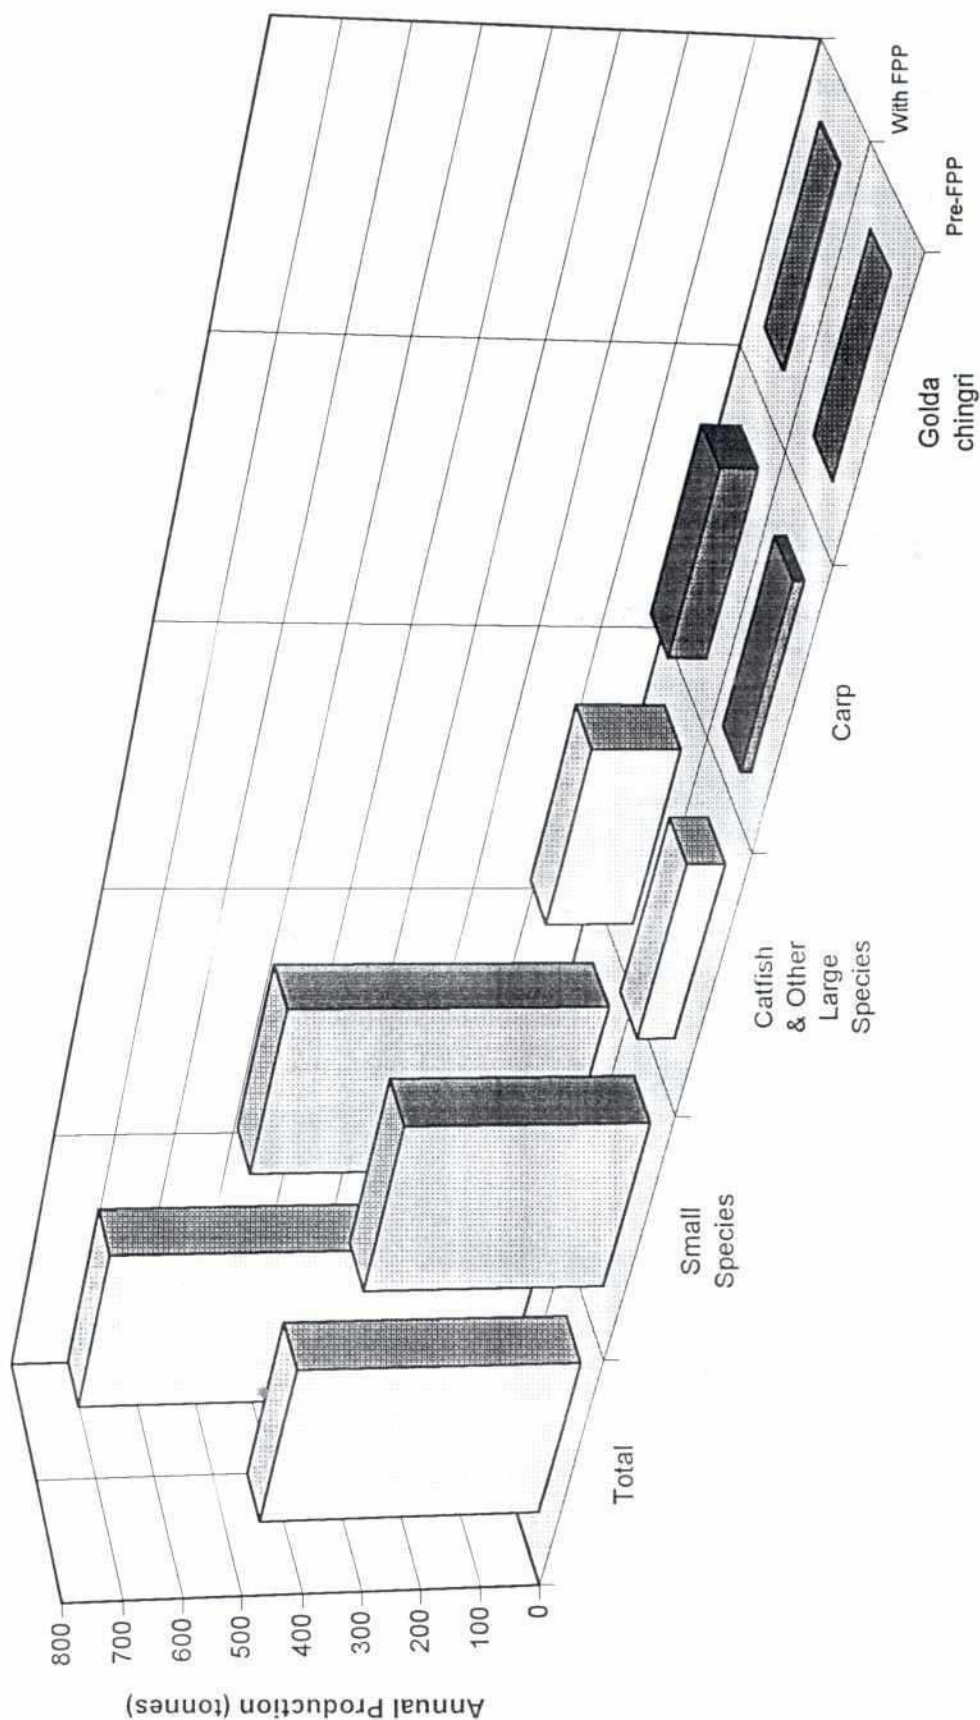 Annual Production (tonnes)
800
700
600
500
400
300
200
100
0
Total
Small
Species
Catfish
& Other
Large
Species
Carp
Golda
chingri
Pre-FPP
With FPP